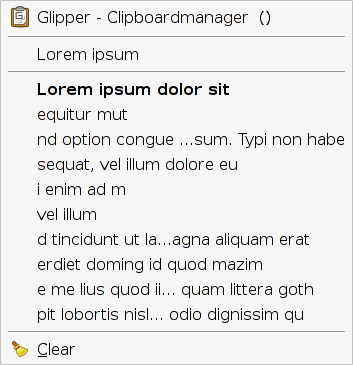 Glipper - Clipboardmanager  ()
Lorem ipsum
Lorem ipsum dolor sit
equitur mut
nd option congue ...sum. Typi non habe
sequat, vel illum dolore eu
i enim ad m
vel illum
d tincidunt ut la...agna aliquam erat
erdiet doming id quod mazim
e me lius quod ii... quam littera goth
pit lobortis nisl... odio dignissim qu
Clear